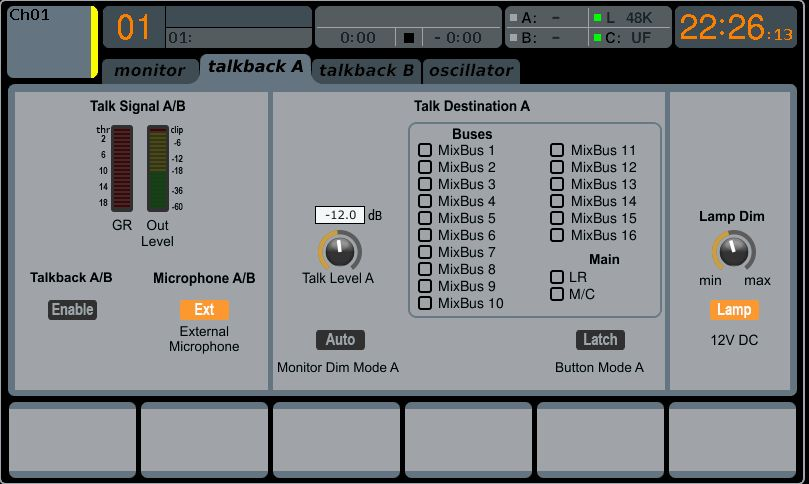 Ch01
01
01:
0:00 - 0:00
A: - L 48K
B: - C: UF
22:26:13
monitor talkback A talkback B oscillator
Talk Signal A/B
thr clip
2 -6
6 -12
10 -18
14 -36
18 -60
GR Out
Level
Talkback A/B
Enable
Microphone A/B
Ext
External
Microphone
Talk Destination A
-12.0 dB
Talk Level A
Auto
Monitor Dim Mode A
Buses
MixBus 1
MixBus 2
MixBus 3
MixBus 4
MixBus 5
MixBus 6
MixBus 7
MixBus 8
MixBus 9
MixBus 10
MixBus 11
MixBus 12
MixBus 13
MixBus 14
MixBus 15
MixBus 16
Main
LR
M/C
Latch
Button Mode A
Lamp Dim
min max
Lamp
12V DC